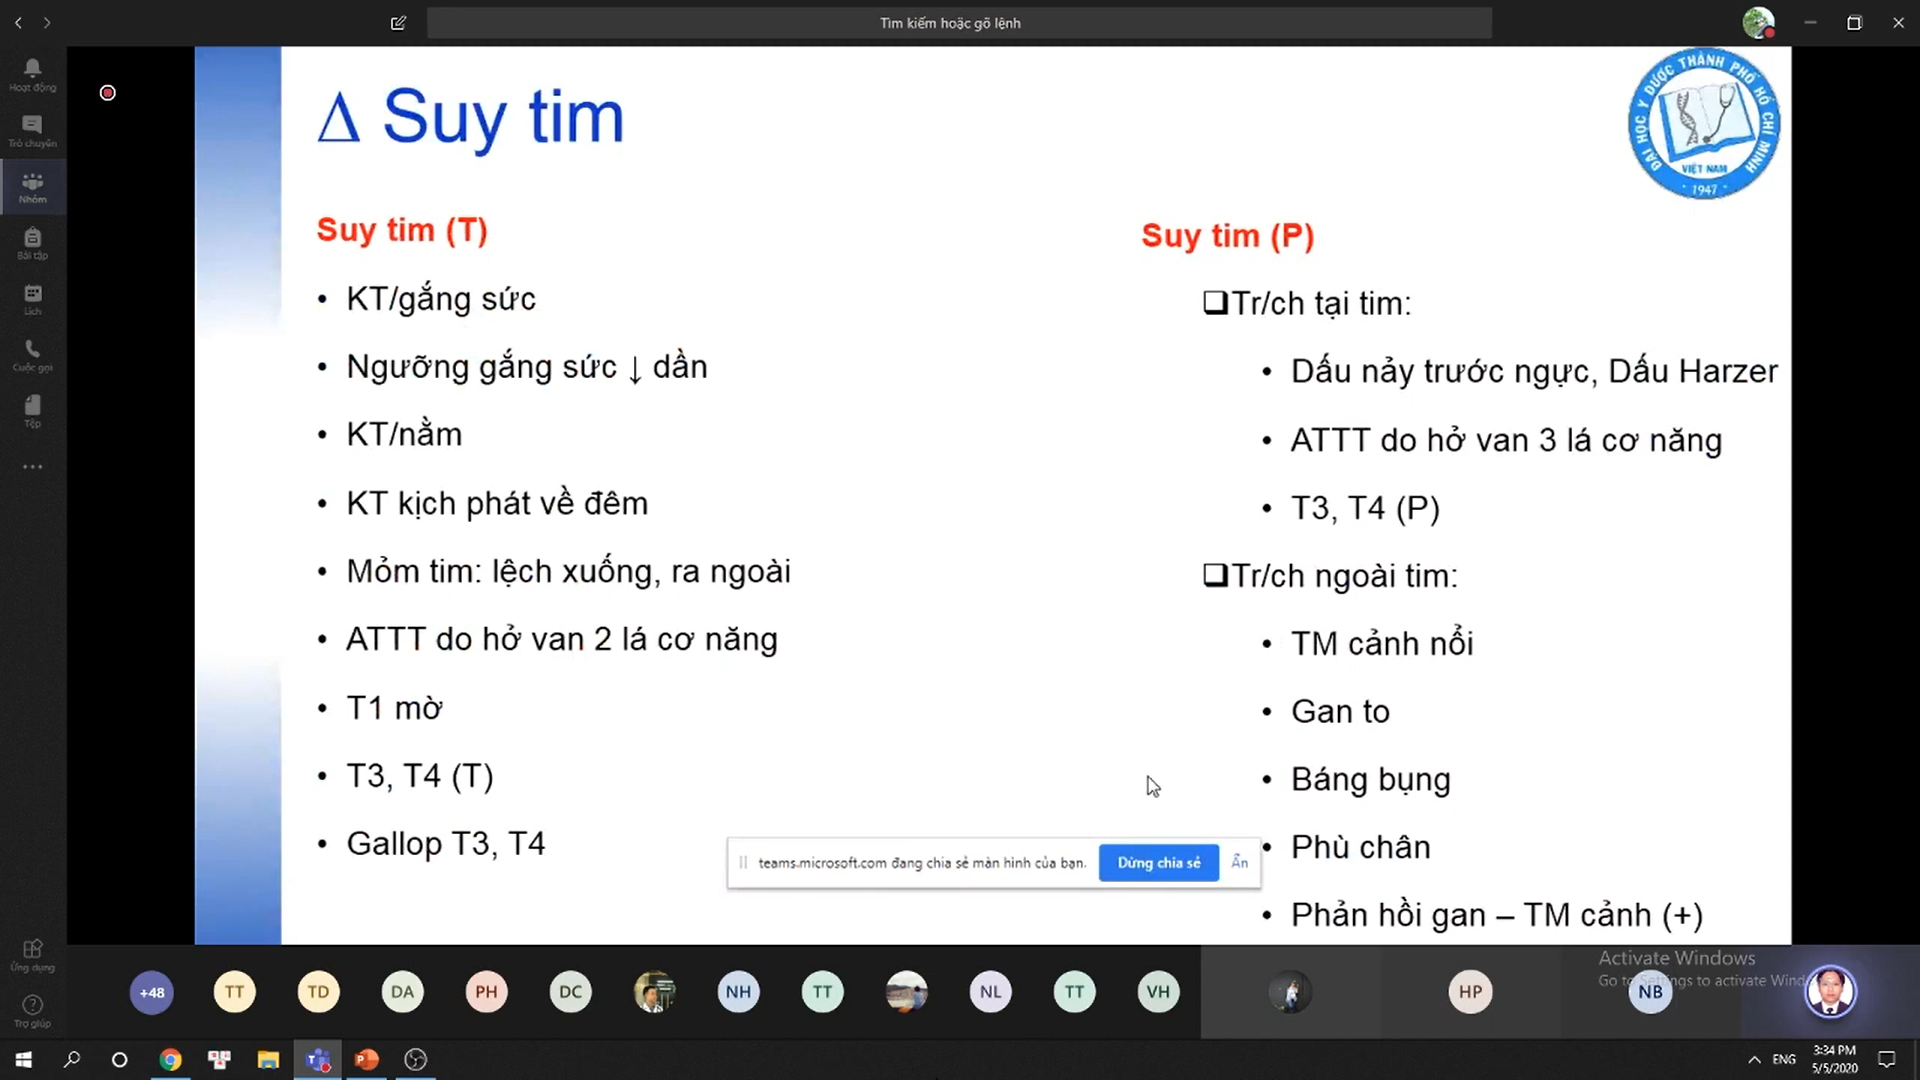 Tìm kiếm hoặc gõ lệnh
Hoạt động
Trò chuyện
Nhóm
Bài tập
Lịch
Cuộc gọi
Tệp
Ứng dụng
Trợ giúp
Δ Suy tim
ĐẠI HỌC Y DƯỢC THÀNH PHỐ HỒ CHÍ MINH
VIỆT NAM
1947
Suy tim (T)
• KT/gắng sức
• Ngưỡng gắng sức ↓ dần
• KT/nằm
• KT kịch phát về đêm
• Mỏm tim: lệch xuống, ra ngoài
• ATTT do hở van 2 lá cơ năng
• T1 mờ
• T3, T4 (T)
• Gallop T3, T4
Suy tim (P)
❑Tr/ch tại tim:
• Dấu nảy trước ngực, Dấu Harzer
• ATTT do hở van 3 lá cơ năng
• T3, T4 (P)
❑Tr/ch ngoài tim:
• TM cảnh nổi
• Gan to
• Báng bụng
• Phù chân
• Phản hồi gan – TM cảnh (+)
teams.microsoft.com đang chia sẻ màn hình của bạn.
Dừng chia sẻ
Ẩn
+48
TT
TD
DA
PH
DC
NH
TT
NL
TT
VH
HP
NB
Activate Windows
Go to Settings to activate Wind
ENG
3:34 PM
5/5/2020